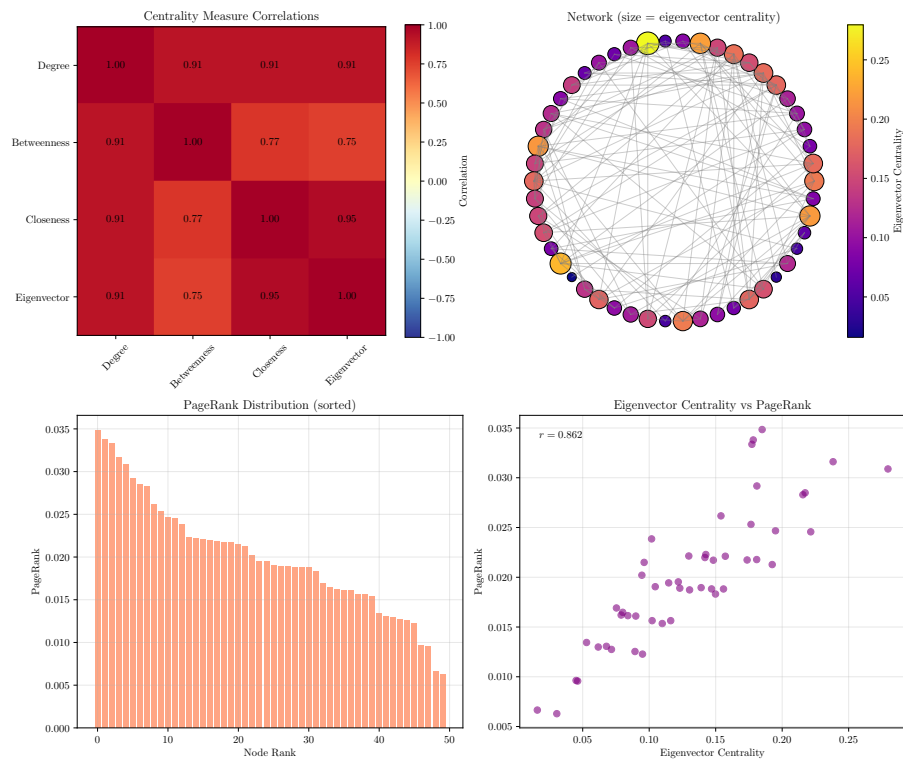 Centrality Measure Correlations
Degree
Betweenness
Closeness
Eigenvector
1.00 0.91 0.91 0.91
0.91 1.00 0.77 0.75
0.91 0.77 1.00 0.95
0.91 0.75 0.95 1.00
Degree
Betweenness
Closeness
Eigenvector
1.00
0.75
0.50
0.25
0.00
−0.25
−0.50
−0.75
−1.00
Correlation
Network (size = eigenvector centrality)
0.25
0.20
0.15
0.10
0.05
Eigenvector Centrality
PageRank Distribution (sorted)
0.035
0.030
0.025
0.020
0.015
0.010
0.005
0.000
PageRank
0 10 20 30 40 50
Node Rank
Eigenvector Centrality vs PageRank
r = 0.862
0.035
0.030
0.025
0.020
0.015
0.010
0.005
PageRank
0.05 0.10 0.15 0.20 0.25
Eigenvector Centrality